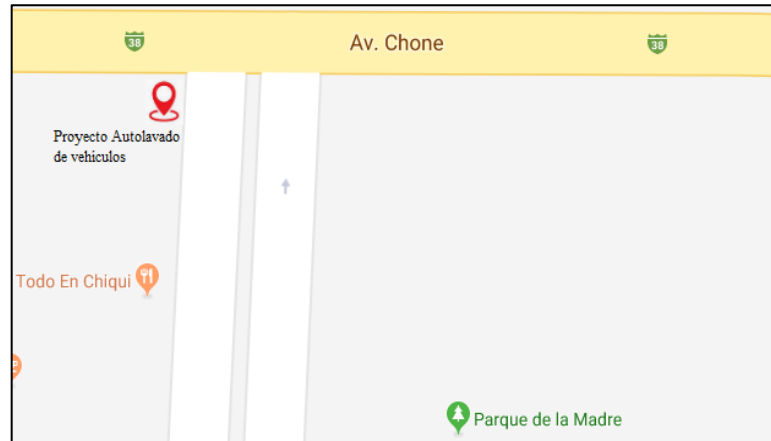 38
Av. Chone
38
Proyecto Autolavado
de vehiculos
Todo En Chiqui
Parque de la Madre